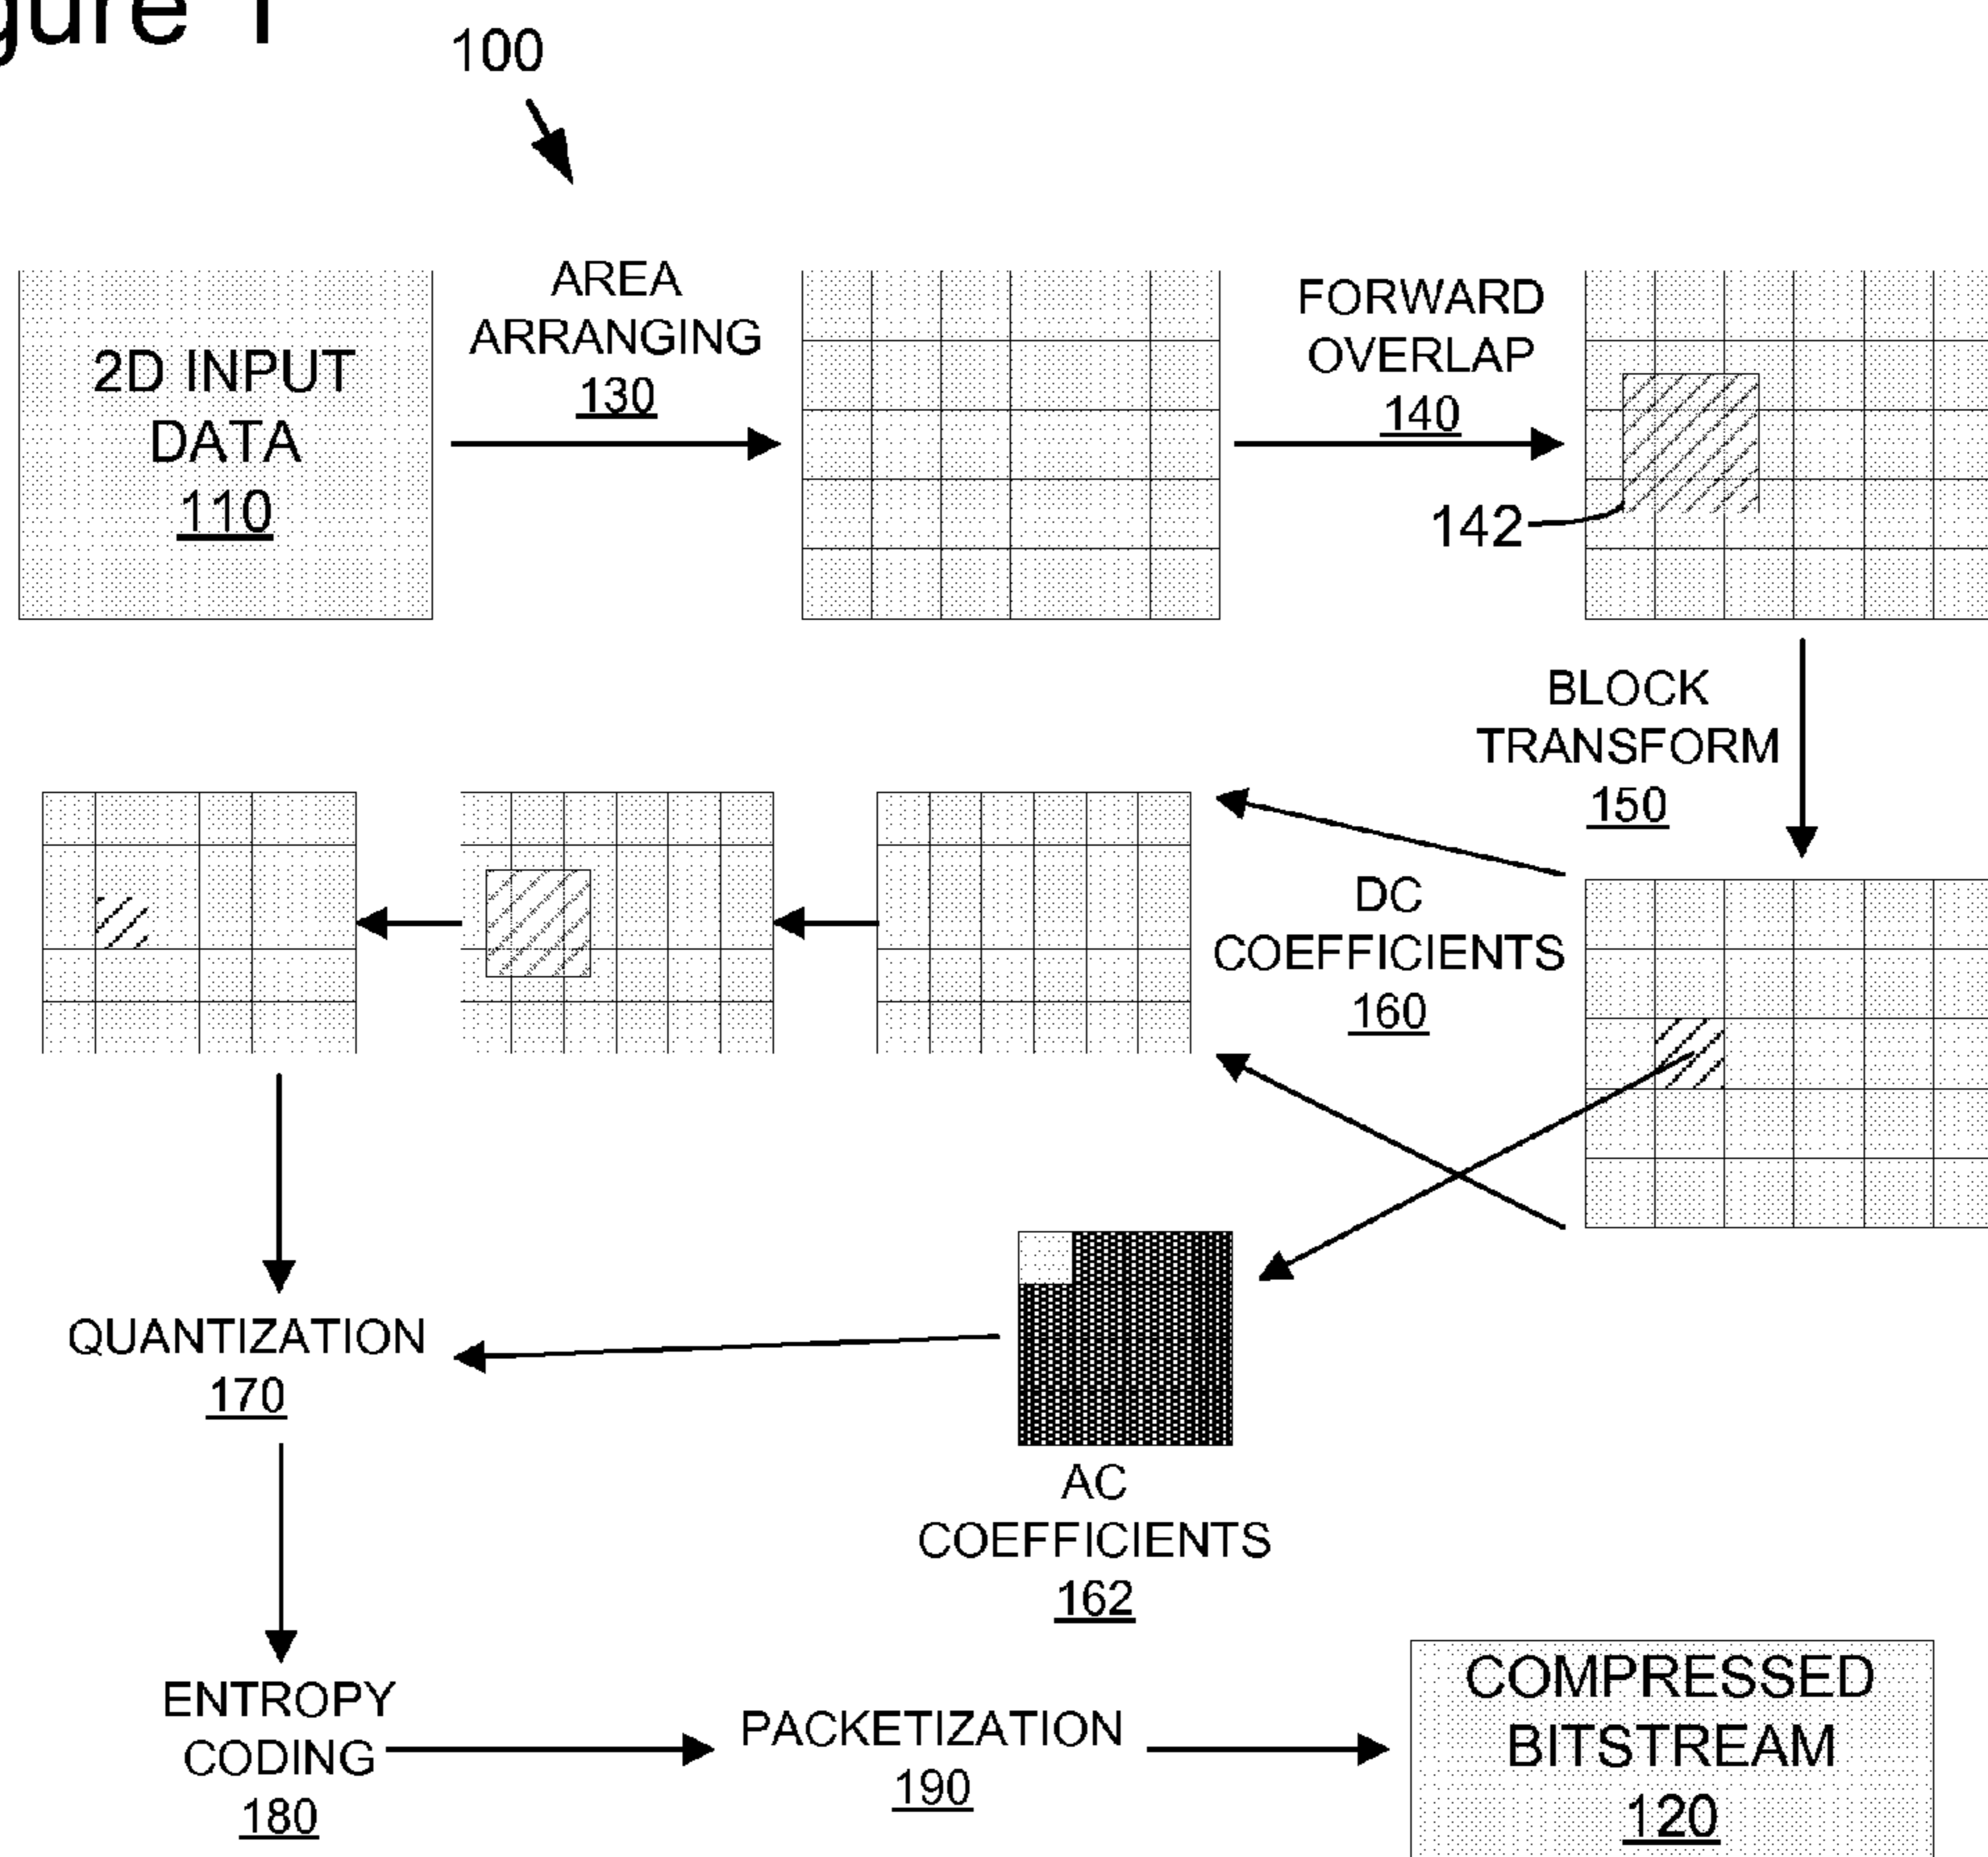 gure 1
100
AREA
ARRANGING
130
FORWARD
OVERLAP
140
2D INPUT
DATA
110
142
BLOCK
TRANSFORM
150
DC
COEFFICIENTS
160
QUANTIZATION
170
AC
COEFFICIENTS
162
ENTROPY
CODING
180
PACKETIZATION
190
COMPRESSED
BITSTREAM
120